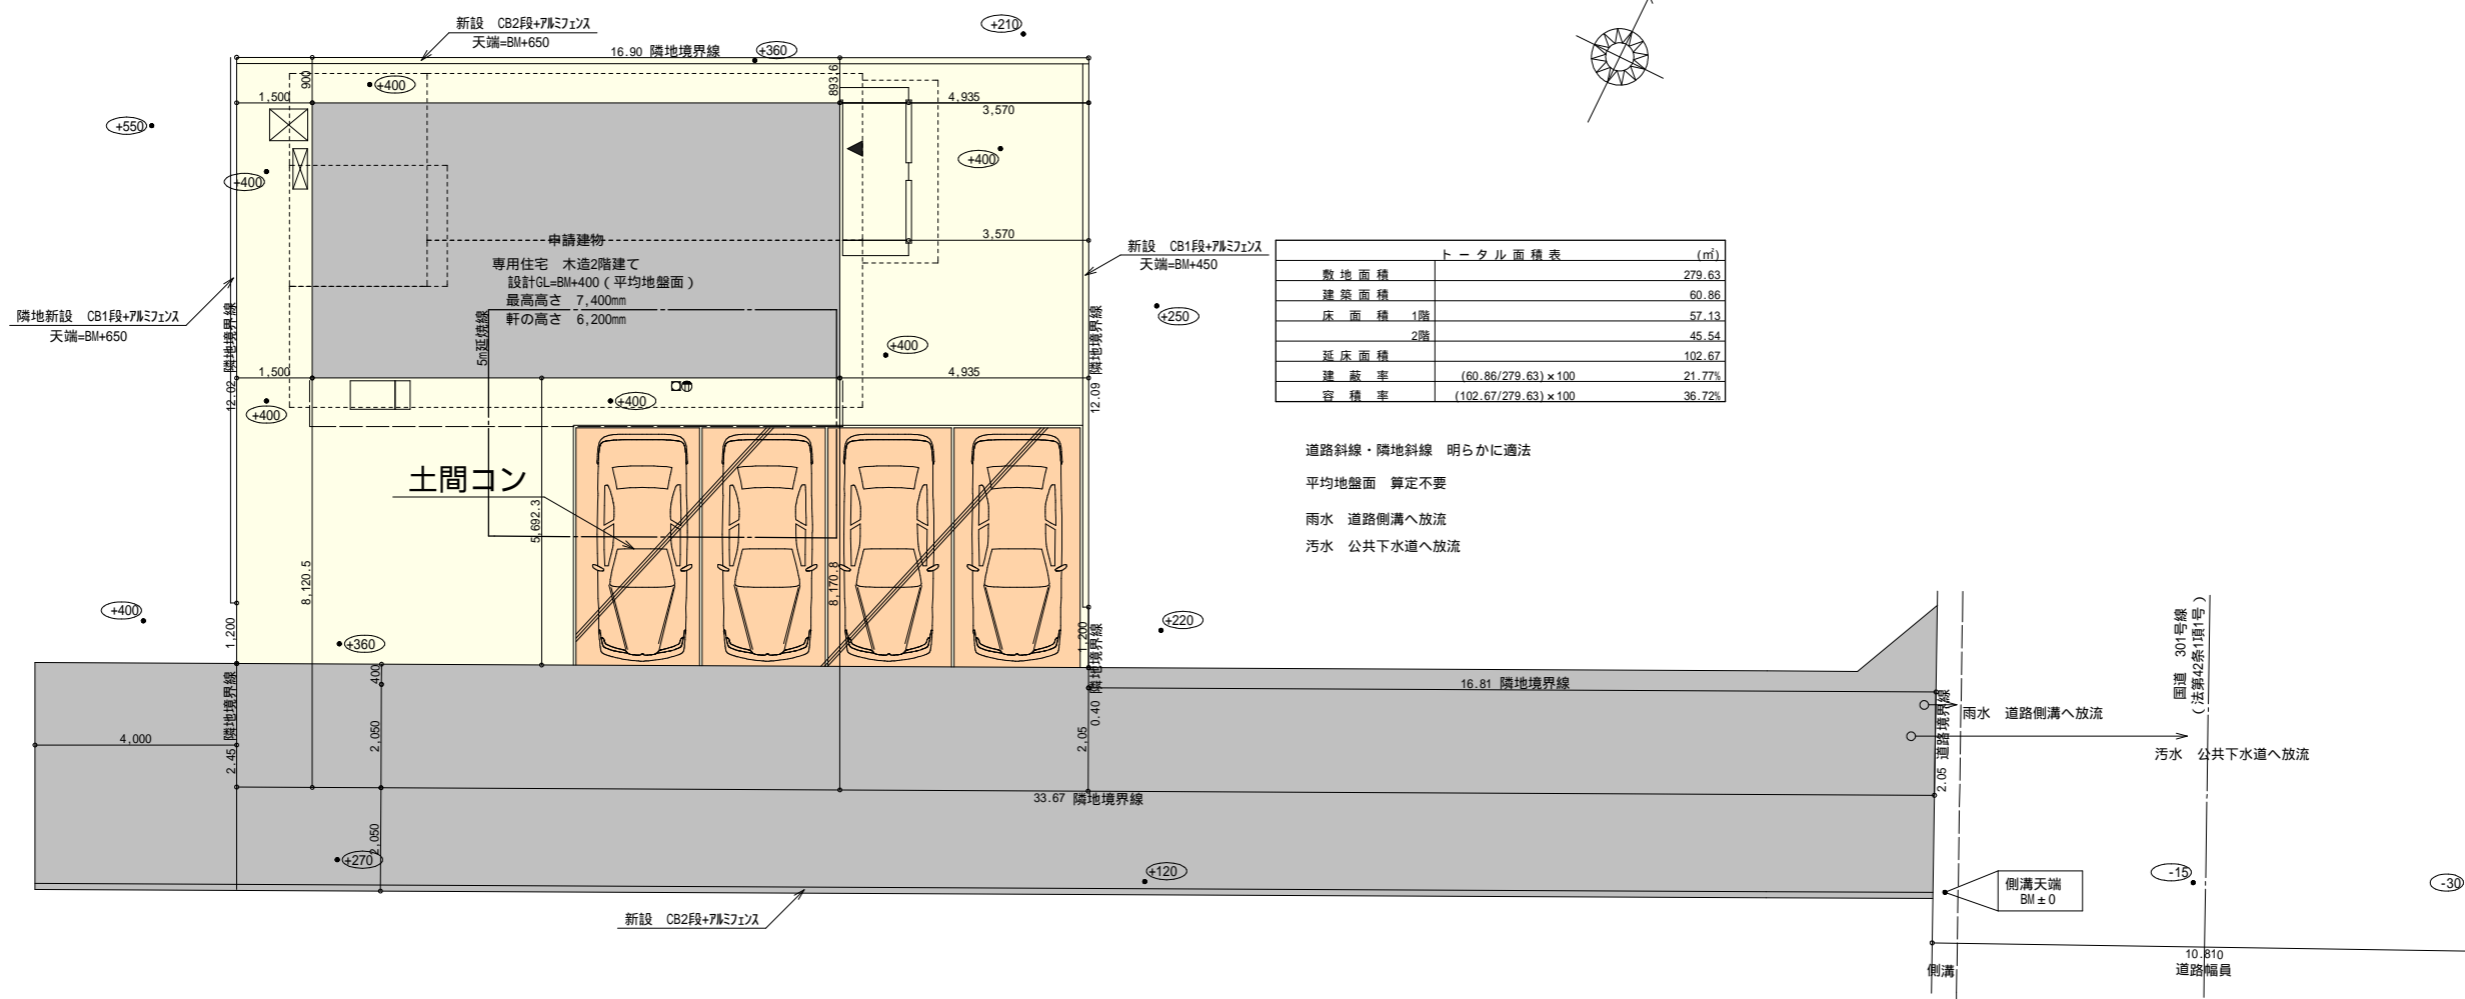 新設　CB2段+アルミフェンス
天端=BM+650
+210
16.90 隣地境界線
+360
900
893.6
+400
1,500
4,935
3,570
+550
+400
+400
3,570
申請建物
専用住宅　木造2階建て
設計GL=BM+400（平均地盤面）
最高高さ　7,400mm
軒の高さ　6,200mm
5m延焼線
新設　CB1段+アルミフェンス
天端=BM+450
隣地新設　CB1段+アルミフェンス
天端=BM+650
12.02 隣地境界線
12.09 隣地境界線
+250
+400
1,500
4,935
+400
+400
トータル面積表 (㎡)
敷地面積 279.63
建築面積 60.86
床面積 1階 57.13
2階 45.54
延床面積 102.67
建蔽率 (60.86/279.63)×100 21.77%
容積率 (102.67/279.63)×100 36.72%
道路斜線・隣地斜線　明らかに適法
平均地盤面　算定不要
雨水　道路側溝へ放流
汚水　公共下水道へ放流
土間コン
5,692.3
8,120.5
8,170.8
+400
1,200
+360
+220
1,200
0.40 隣地境界線
400
2,050
2,050
4,000
2.45 隣地境界線
2.05
16.81 隣地境界線
33.67 隣地境界線
2.05 道路境界線
国道　301号線
（法第42条1項1号）
雨水　道路側溝へ放流
汚水　公共下水道へ放流
+270
+120
側溝天端
BM±0
-15
-30
新設　CB2段+アルミフェンス
10.810
道路幅員
側溝